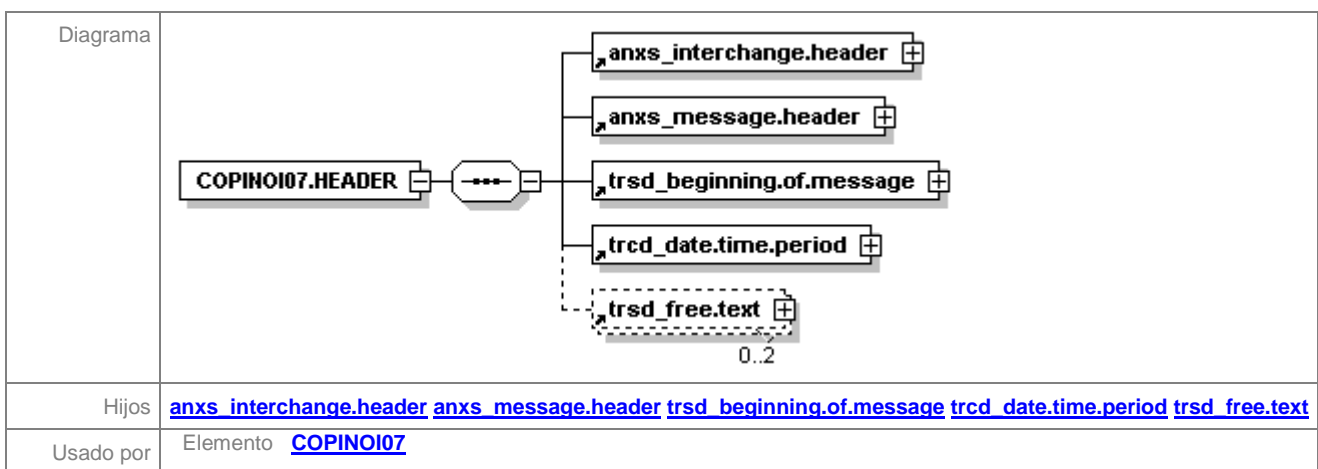 Diagrama
anxs_interchange.header
anxs_message.header
COPINOI07.HEADER
trsd_beginning.of.message
trcd_date.time.period
trsd_free.text
0..2
Hijos anxs_interchange.header anxs_message.header trsd_beginning.of.message trcd_date.time.period trsd_free.text
Usado por Elemento COPINOI07